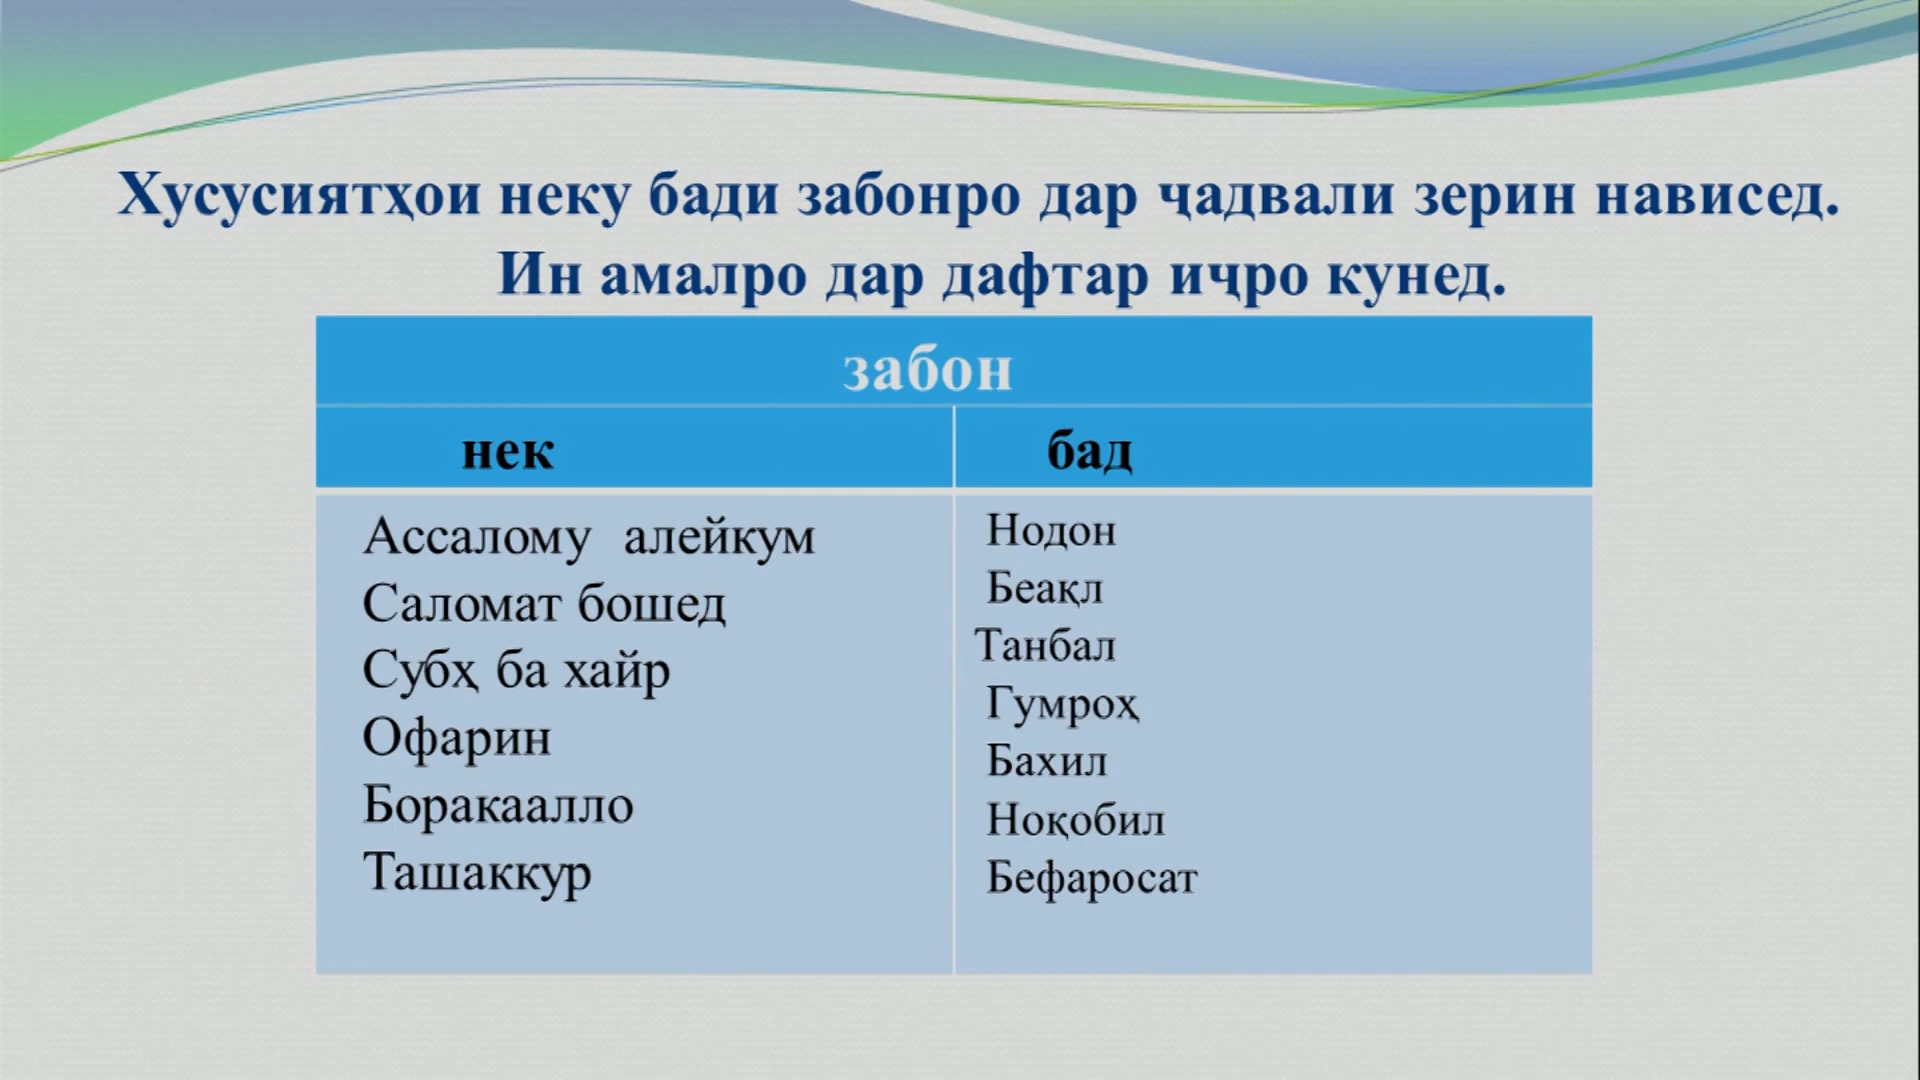 Хусусиятҳои неку бади забонро дар ҷадвали зерин нависед.
Ин амалро дар дафтар иҷро кунед.
забон
нек
бад
Ассалому алейкум
Саломат бошед
Субҳ ба хайр
Офарин
Боракаалло
Ташаккур
Нодон
Беақл
Танбал
Гумроҳ
Бахил
Ноқобил
Бефаросат